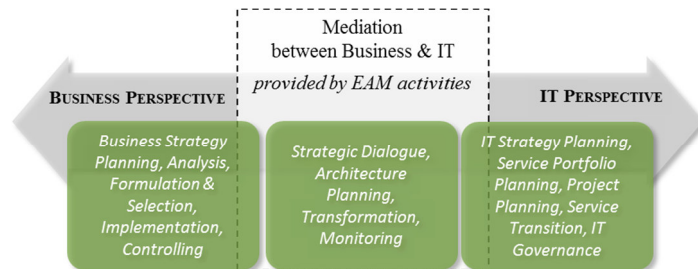 Mediation
between Business & IT
provided by EAM activities
BUSINESS PERSPECTIVE
IT PERSPECTIVE
Business Strategy
Planning, Analysis,
Formulation &
Selection,
Implementation,
Controlling
Strategic Dialogue,
Architecture
Planning,
Transformation,
Monitoring
IT Strategy Planning,
Service Portfolio
Planning, Project
Planning, Service
Transition, IT
Governance